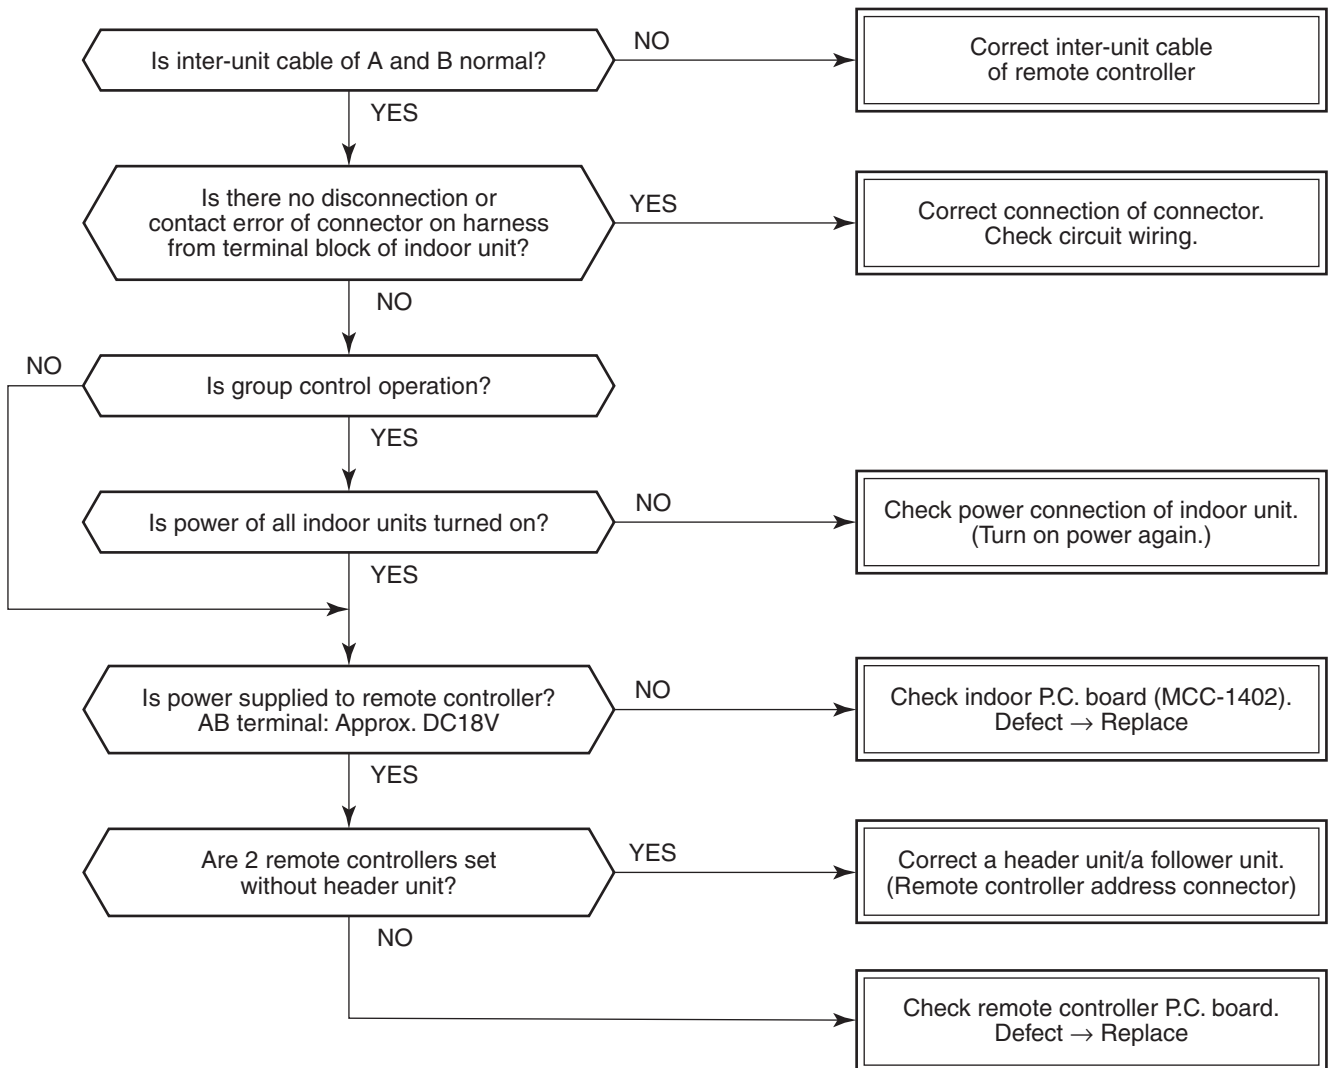 Is inter-unit cable of A and B normal?
NO
Correct inter-unit cable
of remote controller
YES
Is there no disconnection or
contact error of connector on harness
from terminal block of indoor unit?
YES
Correct connection of connector.
Check circuit wiring.
NO
Is group control operation?
NO
YES
Is power of all indoor units turned on?
NO
Check power connection of indoor unit.
(Turn on power again.)
YES
Is power supplied to remote controller?
AB terminal: Approx. DC18V
NO
Check indoor P.C. board (MCC-1402).
Defect → Replace
YES
Are 2 remote controllers set
without header unit?
YES
Correct a header unit/a follower unit.
(Remote controller address connector)
NO
Check remote controller P.C. board.
Defect → Replace